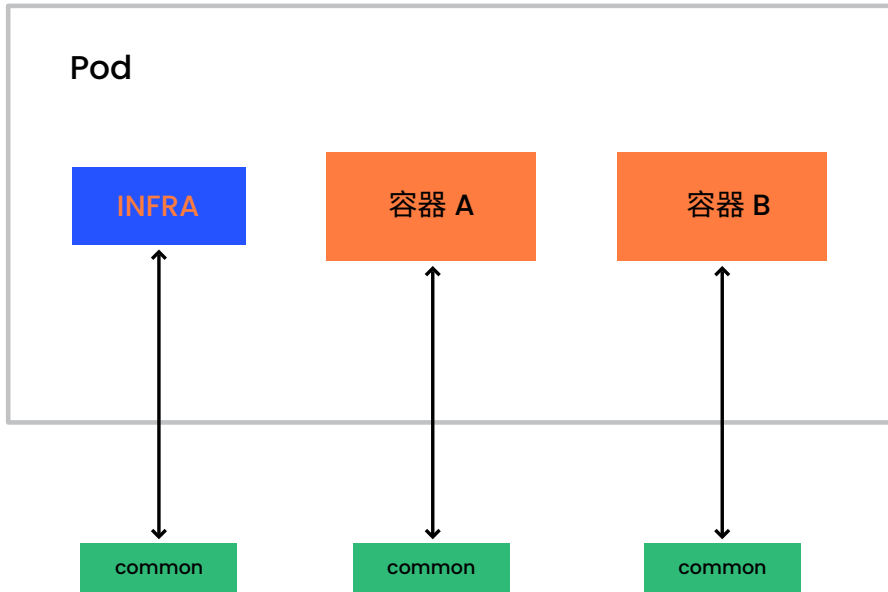 Pod
INFRA
容器 A
容器 B
common
common
common